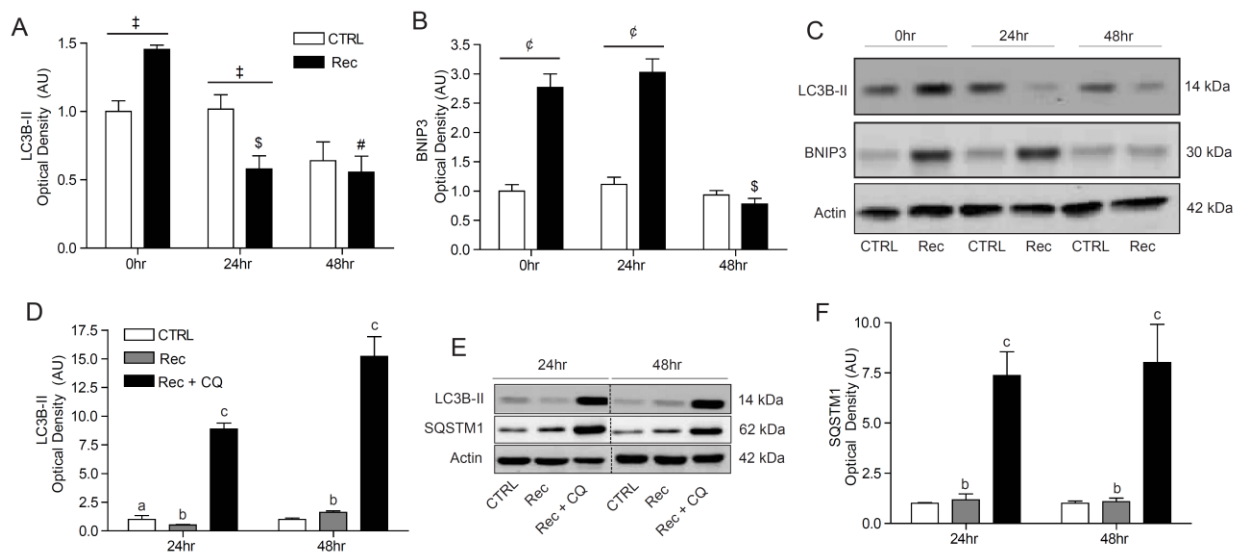 A
LC3B-II
Optical Density (AU)
1.5
1.0
0.5
0.0
‡
‡
$
#
CTRL
Rec
0hr 24hr 48hr
B
BNIP3
Optical Density (AU)
3.5
3.0
2.5
2.0
1.5
1.0
0.5
0.0
¢
¢
$
0hr 24hr 48hr
C
0hr 24hr 48hr
LC3B-II 14 kDa
BNIP3 30 kDa
Actin 42 kDa
CTRL Rec CTRL Rec CTRL Rec
D
LC3B-II
Optical Density (AU)
17.5
15.0
12.5
10.0
7.5
5.0
2.5
0.0
CTRL
Rec
Rec + CQ
a b c b c
24hr 48hr
E
24hr 48hr
LC3B-II 14 kDa
SQSTM1 62 kDa
Actin 42 kDa
CTRL Rec Rec + CQ CTRL Rec Rec + CQ
F
SQSTM1
Optical Density (AU)
10.0
7.5
5.0
2.5
0.0
b c b c
24hr 48hr